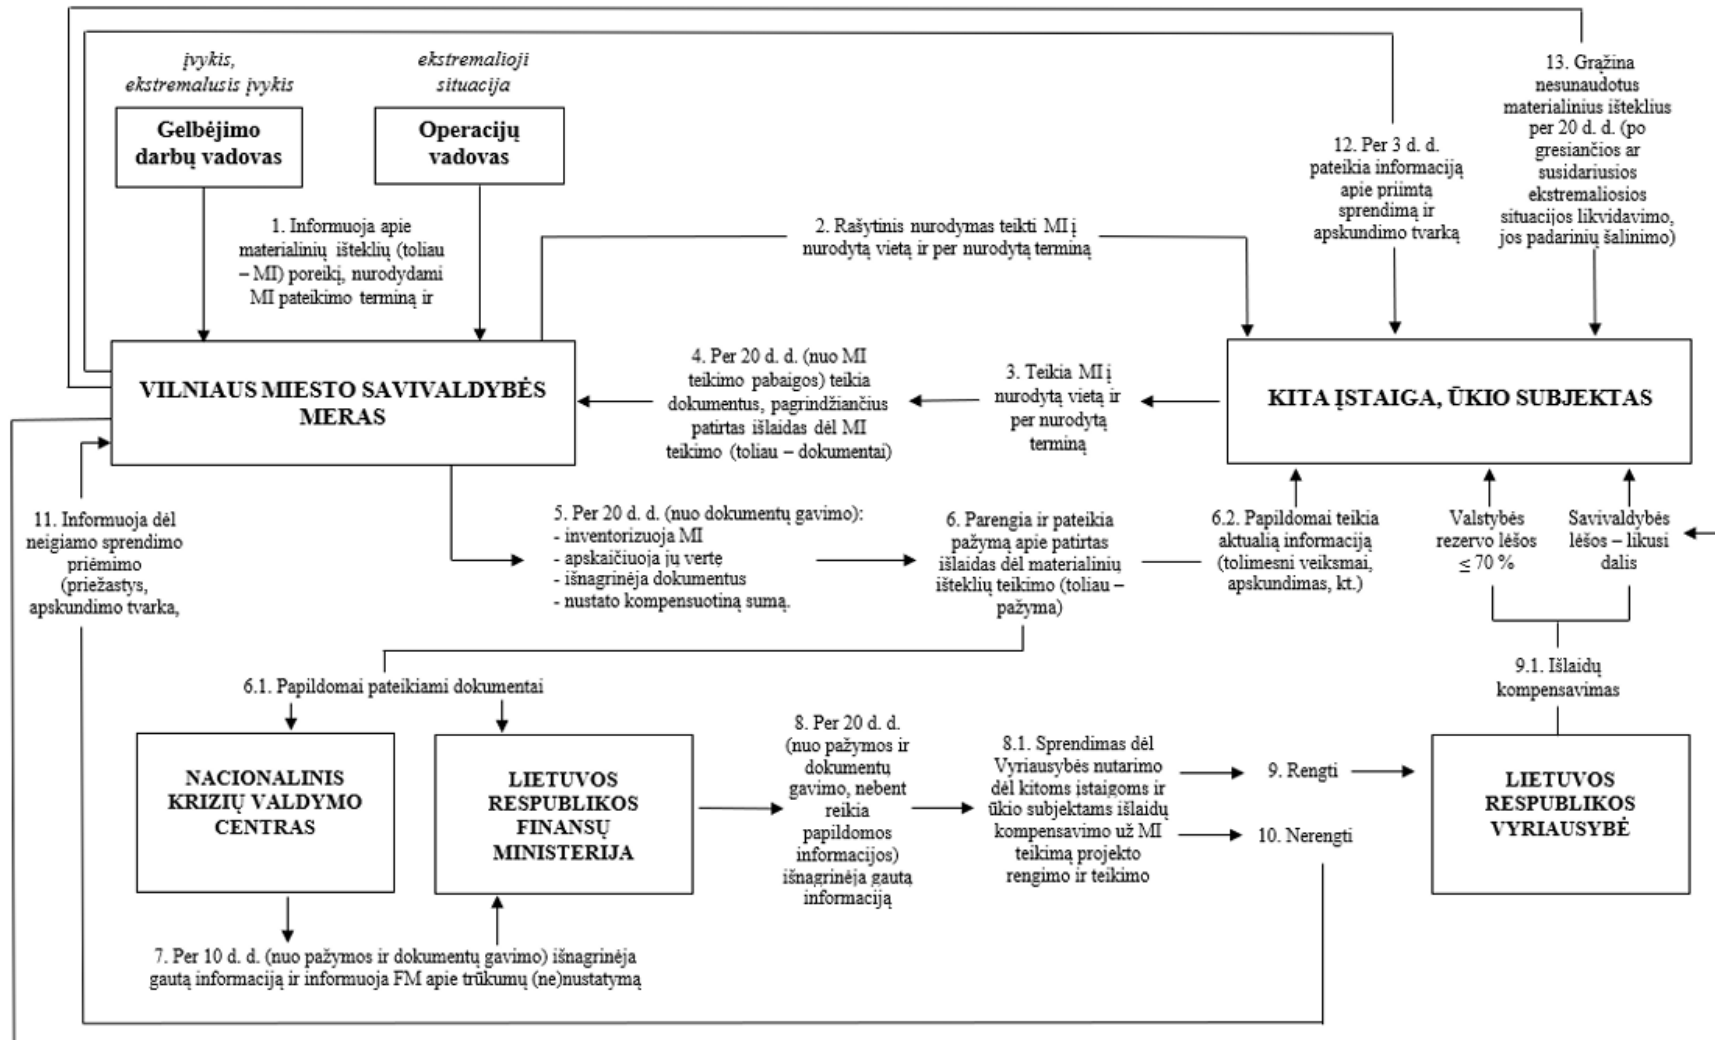 įvykis,
ekstremalusis įvykis
ekstremalioji
situacija
Gelbėjimo
darbų vadovas
Operacijų
vadovas
1. Informuoja apie
materialinių išteklių (toliau
– MI) poreikį, nurodydami
MI pateikimo terminą ir
2. Rašytinis nurodymas teikti MI į
nurodytą vietą ir per nurodytą terminą
12. Per 3 d. d.
pateikia informaciją
apie priimtą
sprendimą ir
apskundimo tvarką
13. Grąžina
nesunaudotus
materialinius išteklius
per 20 d. d. (po
gresiančios ar
susidariusios
ekstremaliosios
situacijos likvidavimo,
jos padarinių šalinimo)
VILNIAUS MIESTO SAVIVALDYBĖS
MERAS
4. Per 20 d. d. (nuo MI
teikimo pabaigos) teikia
dokumentus, pagrindžiančius
patirtas išlaidas dėl MI
teikimo (toliau – dokumentai)
3. Teikia MI į
nurodytą vietą ir
per nurodytą
terminą
KITA ĮSTAIGA, ŪKIO SUBJEKTAS
11. Informuoja dėl
neigiamo sprendimo
priėmimo
(priežastys,
apskundimo tvarka,
5. Per 20 d. d. (nuo dokumentų gavimo):
- inventorizuoja MI
- apskaičiuoja jų vertę
- išnagrinėja dokumentus
- nustato kompensuotiną sumą.
6. Parengia ir pateikia
pažymą apie patirtas
išlaidas dėl materialinių
išteklių teikimo (toliau –
pažyma)
6.2. Papildomai teikia
aktualią informaciją
(tolimesni veiksmai,
apskundimas, kt.)
Valstybės
rezervo lėšos
≤ 70 %
Savivaldybės
lėšos – likusi
dalis
6.1. Papildomai pateikiami dokumentai
9.1. Išlaidų
kompensavimas
NACIONALINIS
KRIZIŲ VALDYMO
CENTRAS
LIETUVOS
RESPUBLIKOS
FINANSŲ
MINISTERIJA
8. Per 20 d. d.
(nuo pažymos ir
dokumentų
gavimo, nebent
reikia
papildomos
informacijos)
išnagrinėja gautą
informaciją
8.1. Sprendimas dėl
Vyriausybės nutarimo
dėl kitoms įstaigoms ir
ūkio subjektams išlaidų
kompensavimo už MI
teikimą projekto
rengimo ir teikimo
9. Rengti
10. Nerengti
LIETUVOS
RESPUBLIKOS
VYRIAUSYBĖ
7. Per 10 d. d. (nuo pažymos ir dokumentų gavimo) išnagrinėja
gautą informaciją ir informuoja FM apie trūkumų (ne)nustatymą